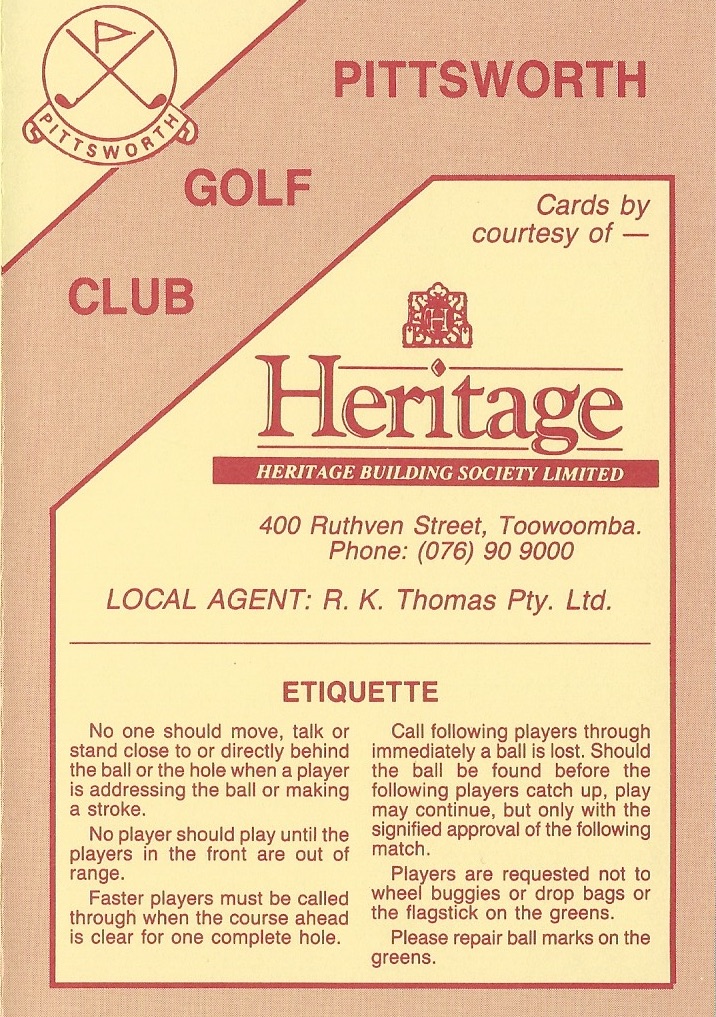 PITTSWORTH
PITTSWORTH
GOLF
CLUB
Cards by
courtesy of —
H
Heritage
HERITAGE BUILDING SOCIETY LIMITED
400 Ruthven Street, Toowoomba.
Phone: (076) 90 9000
LOCAL AGENT: R. K. Thomas Pty. Ltd.
ETIQUETTE
No one should move, talk or
stand close to or directly behind
the ball or the hole when a player
is addressing the ball or making
a stroke.
No player should play until the
players in the front are out of
range.
Faster players must be called
through when the course ahead
is clear for one complete hole.
Call following players through
immediately a ball is lost. Should
the ball be found before the
following players catch up, play
may continue, but only with the
signified approval of the following
match.
Players are requested not to
wheel buggies or drop bags or
the flagstick on the greens.
Please repair ball marks on the
greens.